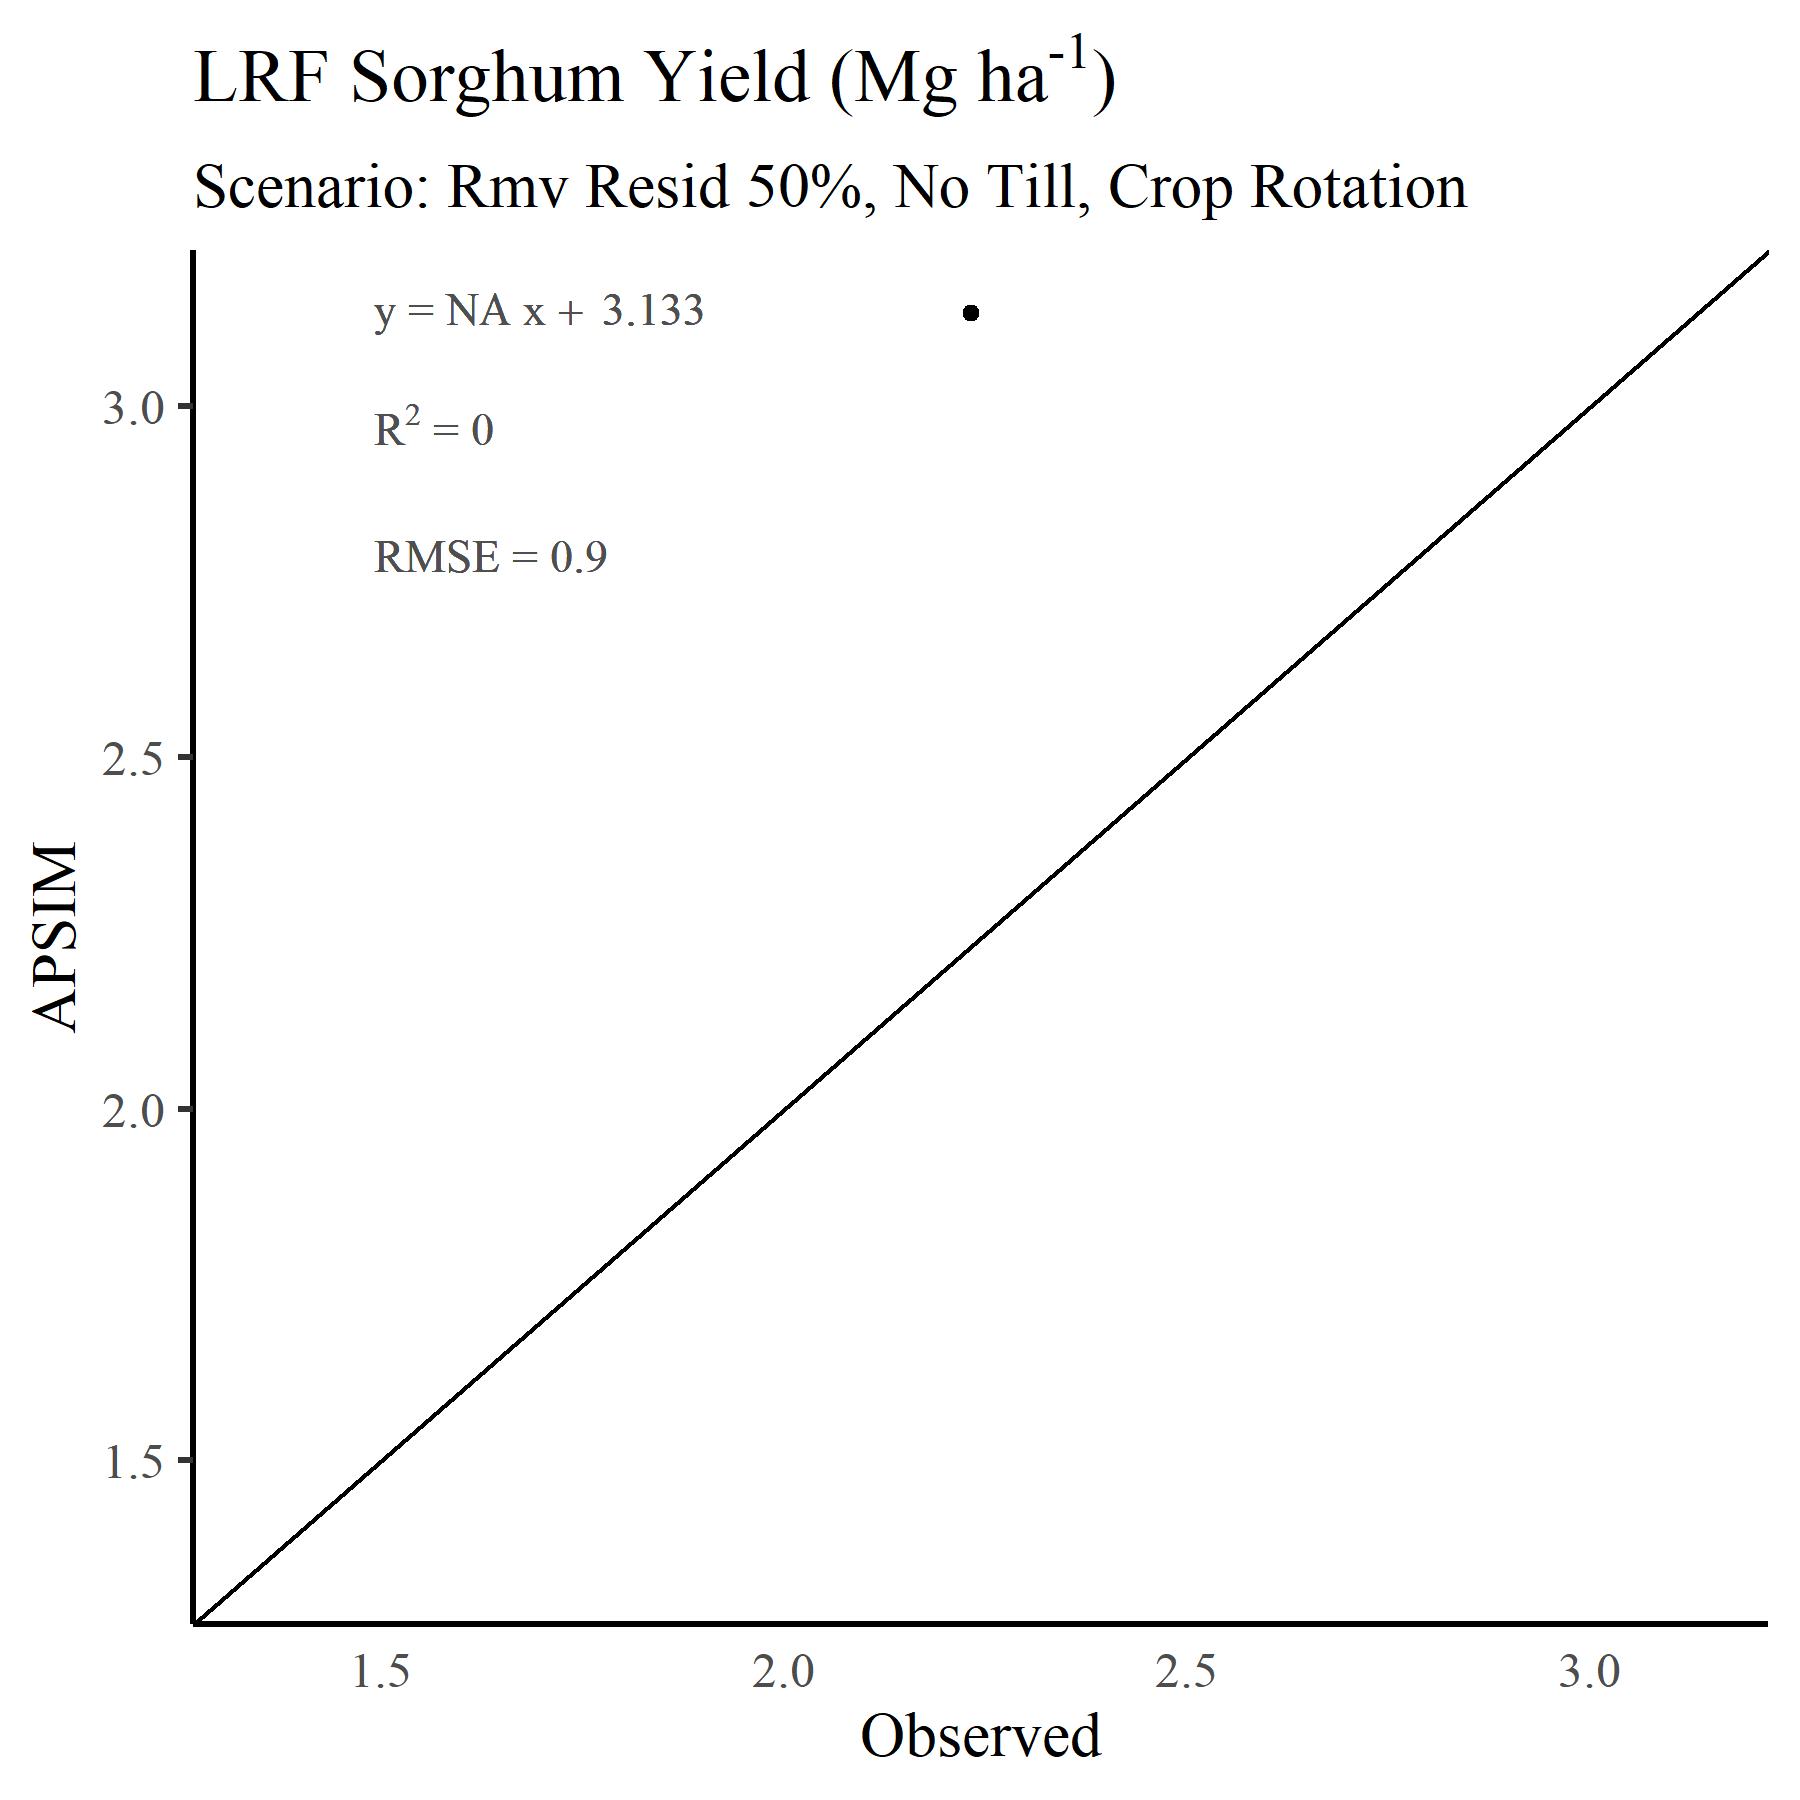 LRF Sorghum Yield (Mg ha⁻¹)
Scenario: Rmv Resid 50%, No Till, Crop Rotation
y = NA x + 3.133
R² = 0
RMSE = 0.9
3.0
2.5
2.0
1.5
APSIM
1.5 2.0 2.5 3.0
Observed